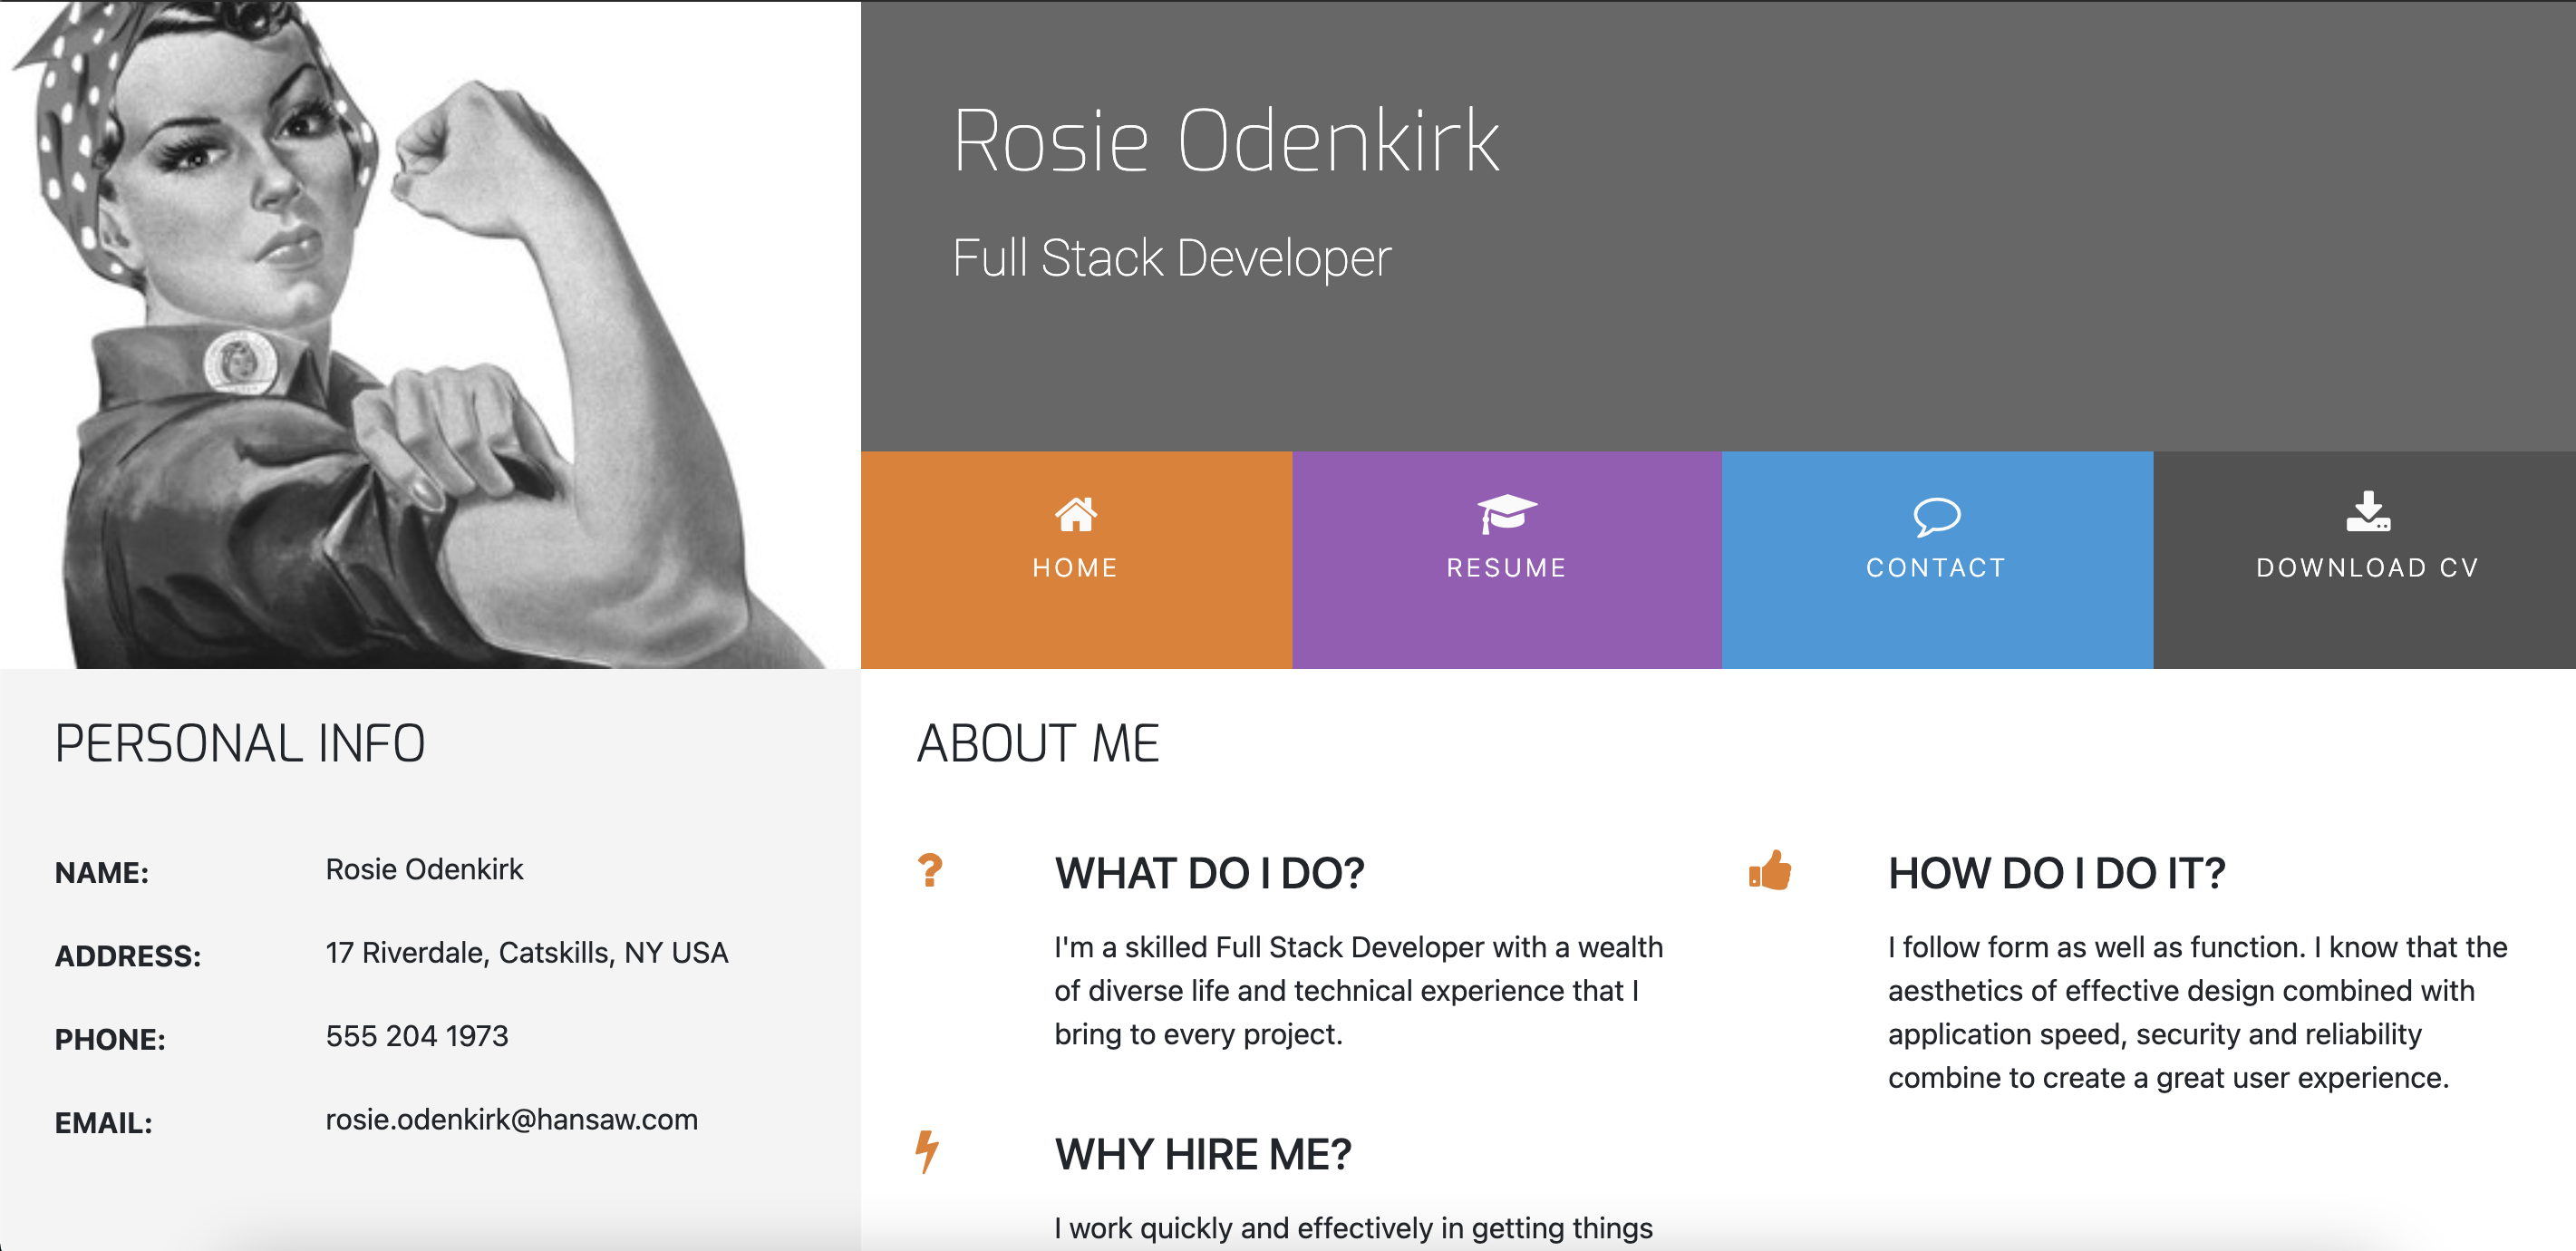 Rosie Odenkirk
Full Stack Developer
HOME
RESUME
CONTACT
DOWNLOAD CV
PERSONAL INFO
NAME: Rosie Odenkirk
ADDRESS: 17 Riverdale, Catskills, NY USA
PHONE: 555 204 1973
EMAIL: rosie.odenkirk@hansaw.com
ABOUT ME
WHAT DO I DO?
I'm a skilled Full Stack Developer with a wealth
of diverse life and technical experience that I
bring to every project.
HOW DO I DO IT?
I follow form as well as function. I know that the
aesthetics of effective design combined with
application speed, security and reliability
combine to create a great user experience.
WHY HIRE ME?
I work quickly and effectively in getting things